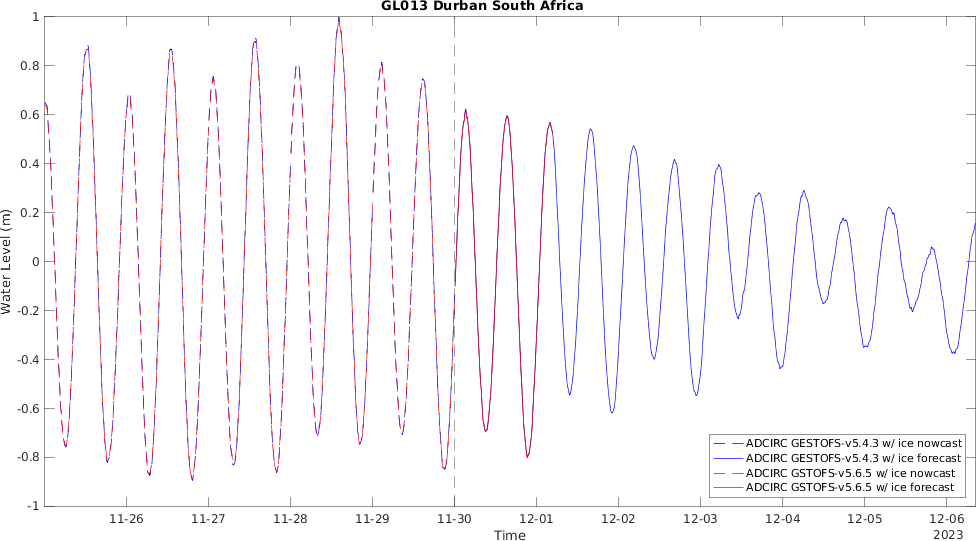 GL013 Durban South Africa
1
0.8
0.6
0.4
0.2
0
-0.2
-0.4
-0.6
-0.8
-1
Water Level (m)
ADCIRC GESTOFS-v5.4.3 w/ ice nowcast
ADCIRC GESTOFS-v5.4.3 w/ ice forecast
ADCIRC GSTOFS-v5.6.5 w/ ice nowcast
ADCIRC GSTOFS-v5.6.5 w/ ice forecast
11-26 11-27 11-28 11-29 11-30 12-01 12-02 12-03 12-04 12-05 12-06
Time
2023